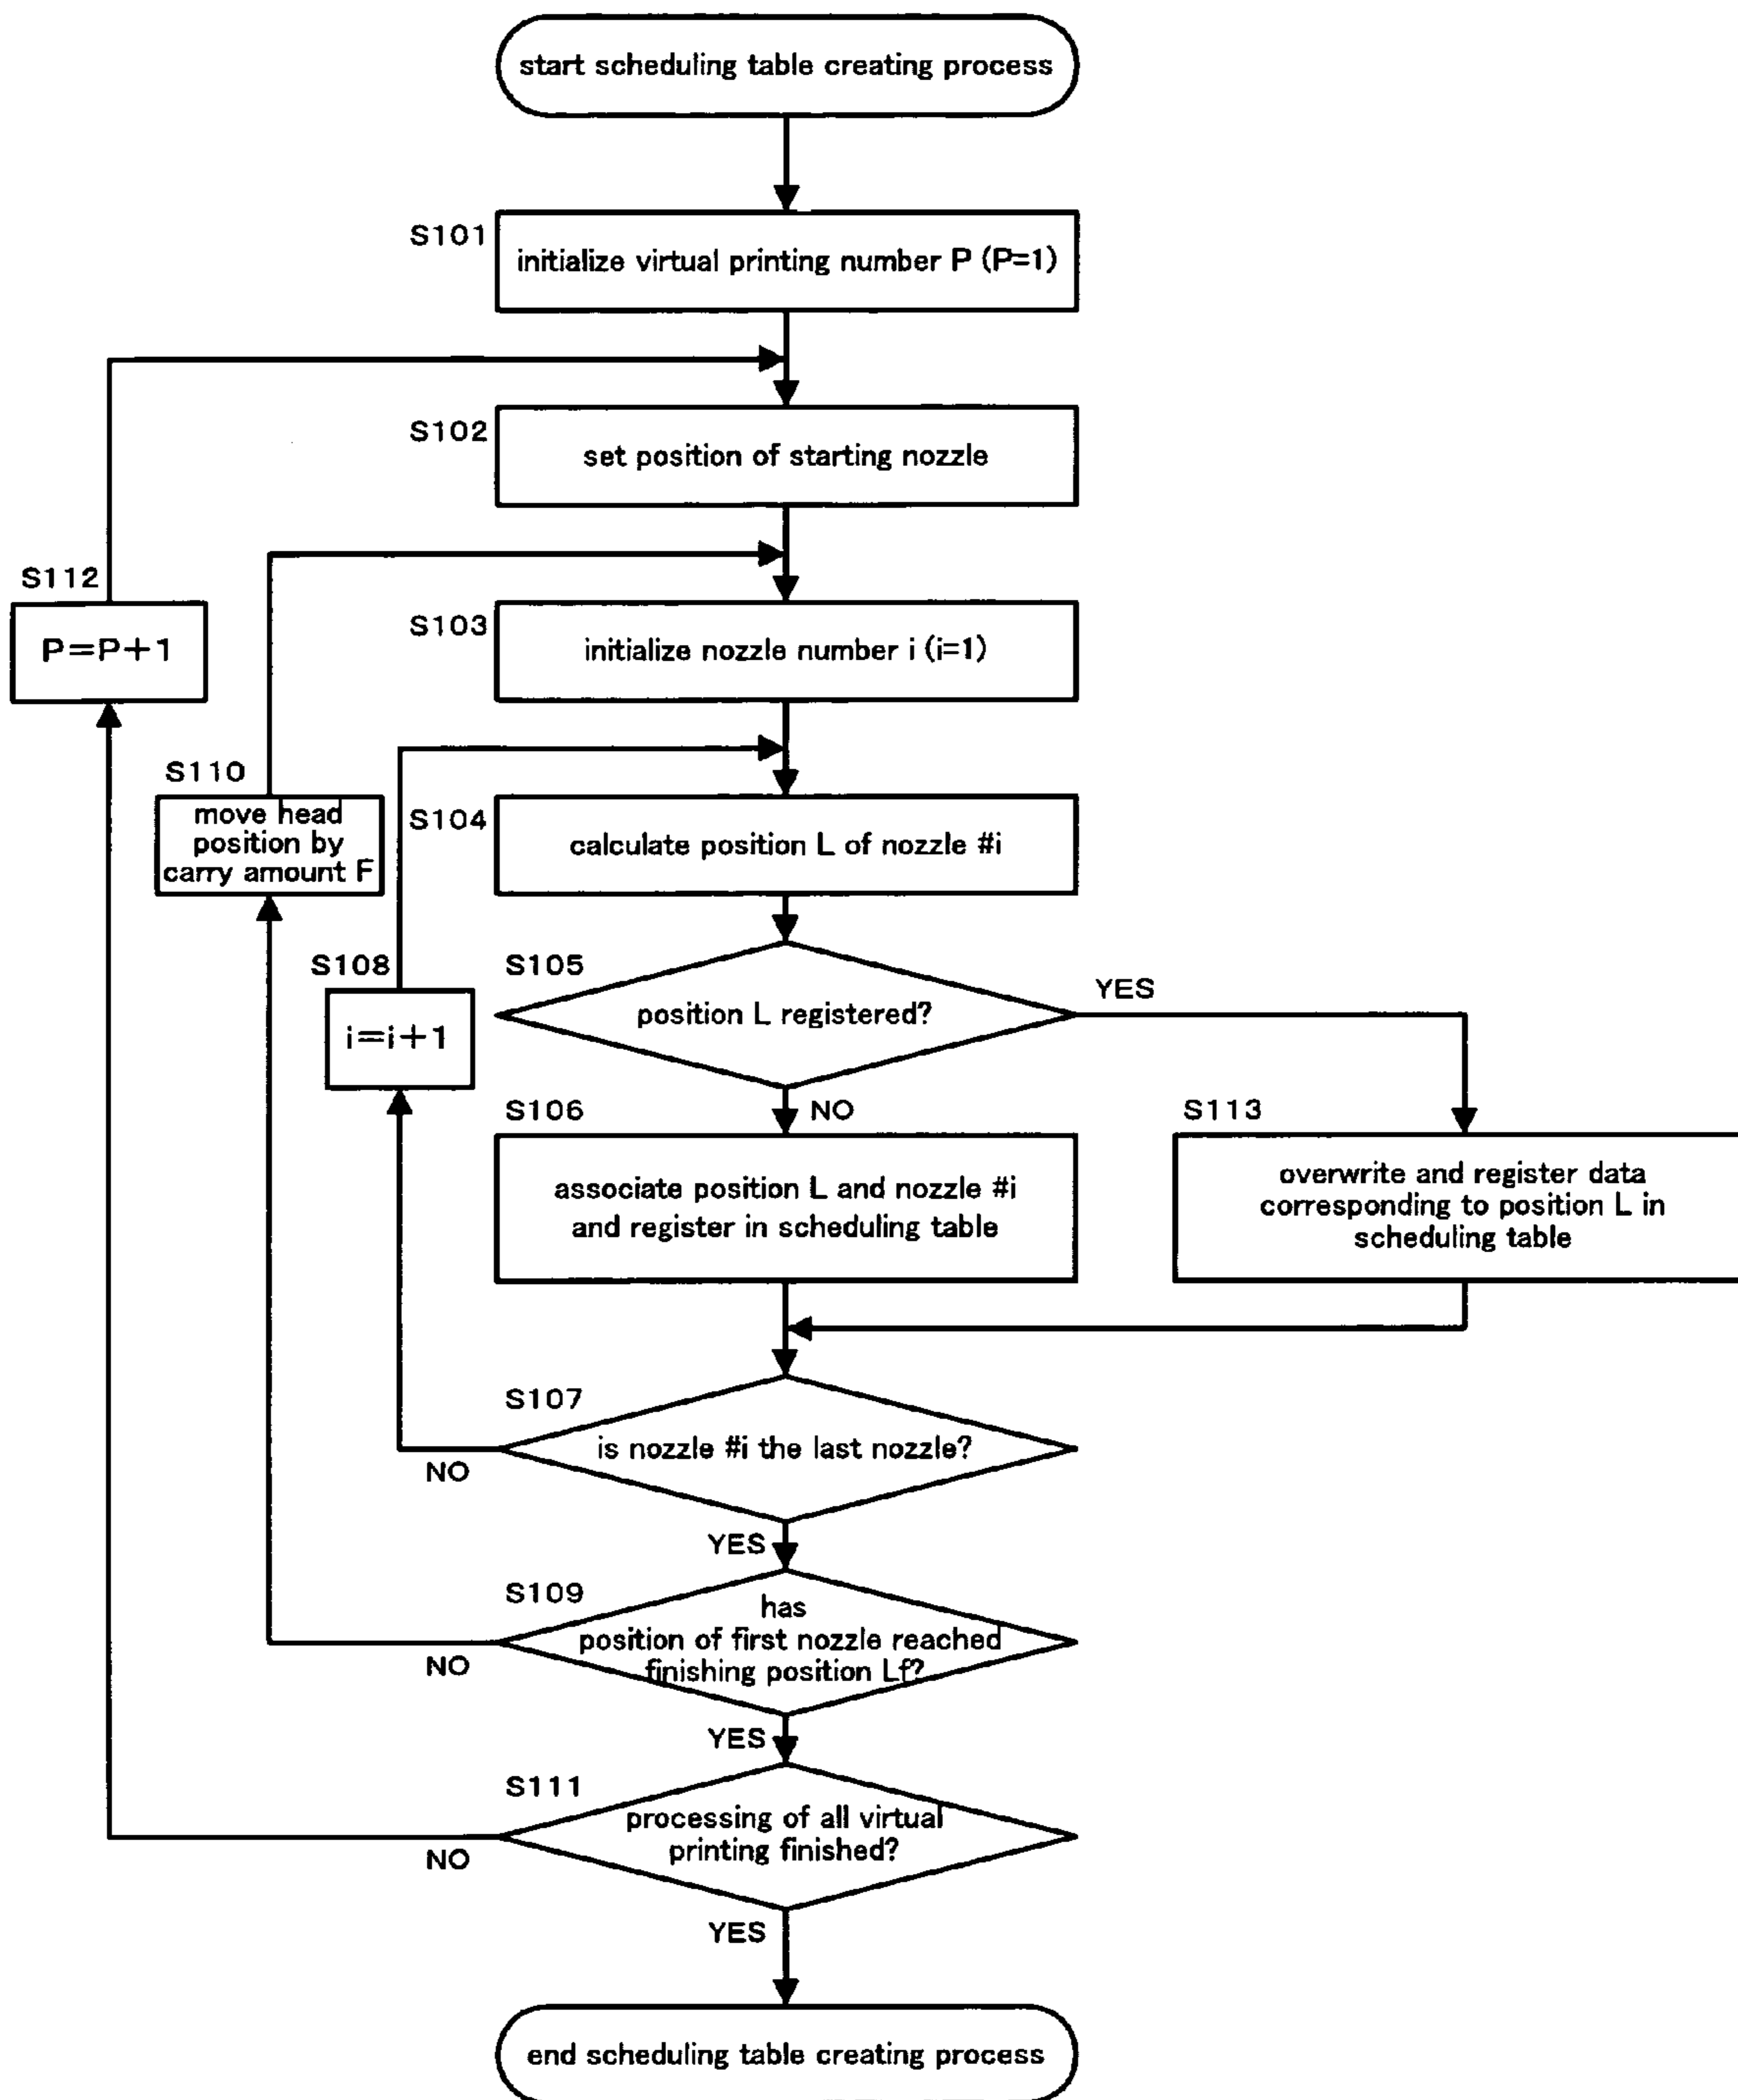 start scheduling table creating process
S101
initialize virtual printing number P (P=1)
S102
set position of starting nozzle
S112
P=P+1
S103
initialize nozzle number i (i=1)
S110
move head
position by
carry amount F
S104
calculate position L of nozzle #i
S108
i=i+1
S105
position L registered?
YES
NO
S106
associate position L and nozzle #i
and register in scheduling table
S113
overwrite and register data
corresponding to position L in
scheduling table
S107
is nozzle #i the last nozzle?
NO
YES
S109
has
position of first nozzle reached
finishing position Lf?
NO
YES
S111
processing of all virtual
printing finished?
NO
YES
end scheduling table creating process